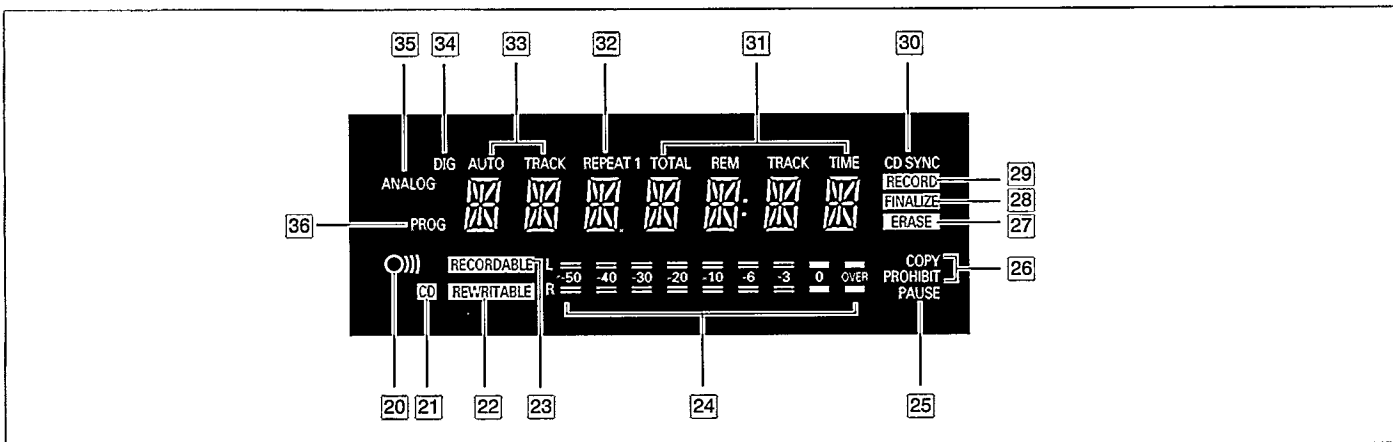 35 34 33 32 31 30
DIG AUTO TRACK REPEAT 1 TOTAL REM TRACK TIME CD SYNC
ANALOG RECORD 29
FINALIZE 28
36 PROG ERASE 27
RECORDABLE L COPY
-50 -40 -30 -20 -10 -6 -3 0 OVER PROHIBIT 26
CD REWRITABLE R PAUSE
20 21 22 23 24 25